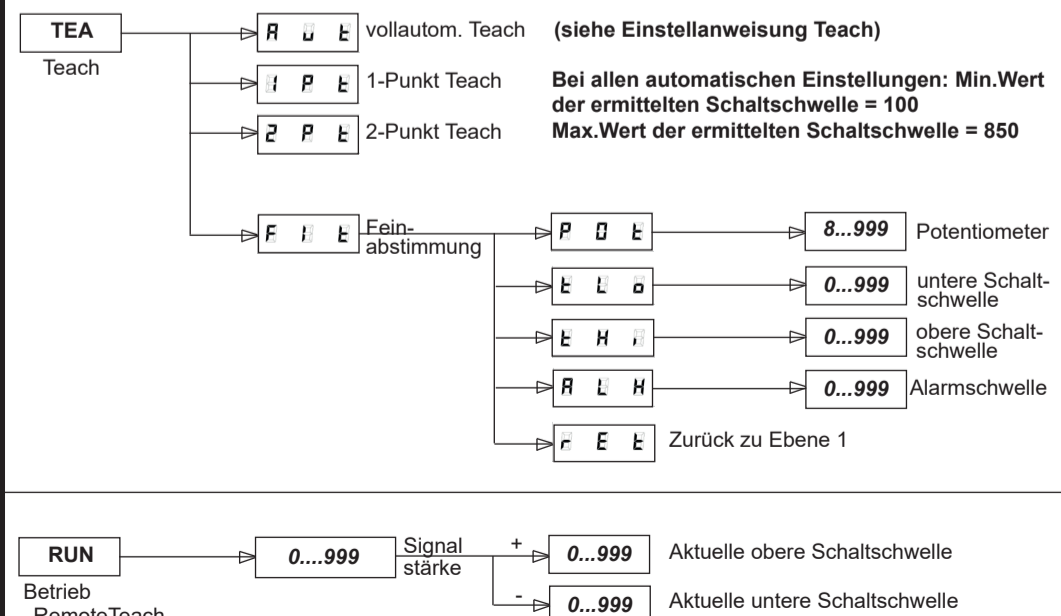 TEA
Teach
A u t vollautom. Teach (siehe Einstellanweisung Teach)
1 P t 1-Punkt Teach
2 P t 2-Punkt Teach
Bei allen automatischen Einstellungen: Min.Wert
der ermittelten Schaltschwelle = 100
Max.Wert der ermittelten Schaltschwelle = 850
F I t Fein-
abstimmung
P O t 8...999 Potentiometer
t L o 0...999 untere Schalt-
schwelle
t H i 0...999 obere Schalt-
schwelle
A L H 0...999 Alarmschwelle
r E t Zurück zu Ebene 1
RUN
Betrieb
RemoteTeach
0....999 Signal
stärke
+ 0...999 Aktuelle obere Schaltschwelle
- 0...999 Aktuelle untere Schaltschwelle